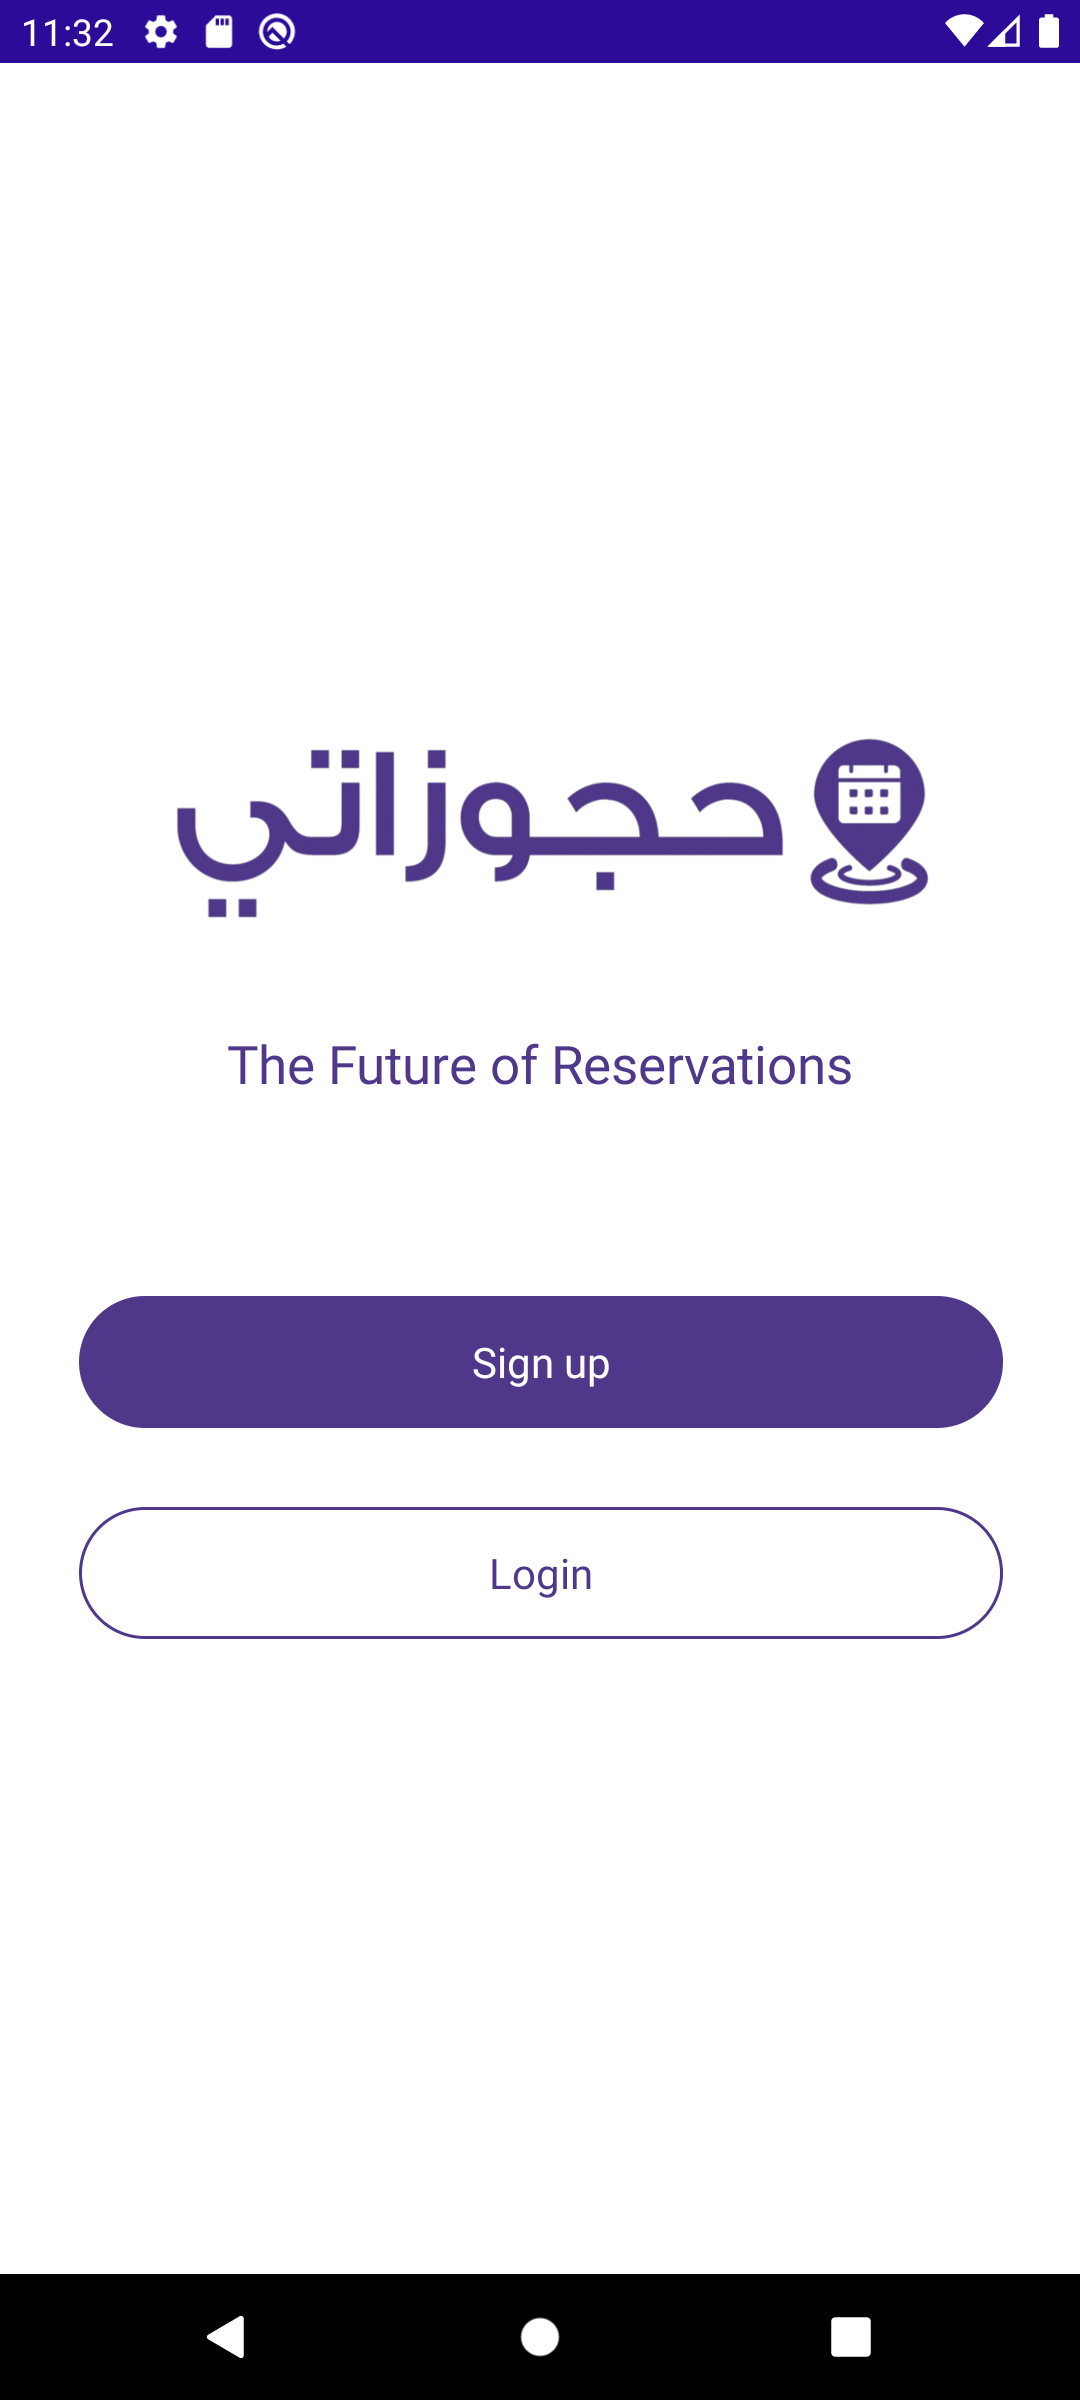 11:32
حجوزاتي
The Future of Reservations
Sign up
Login